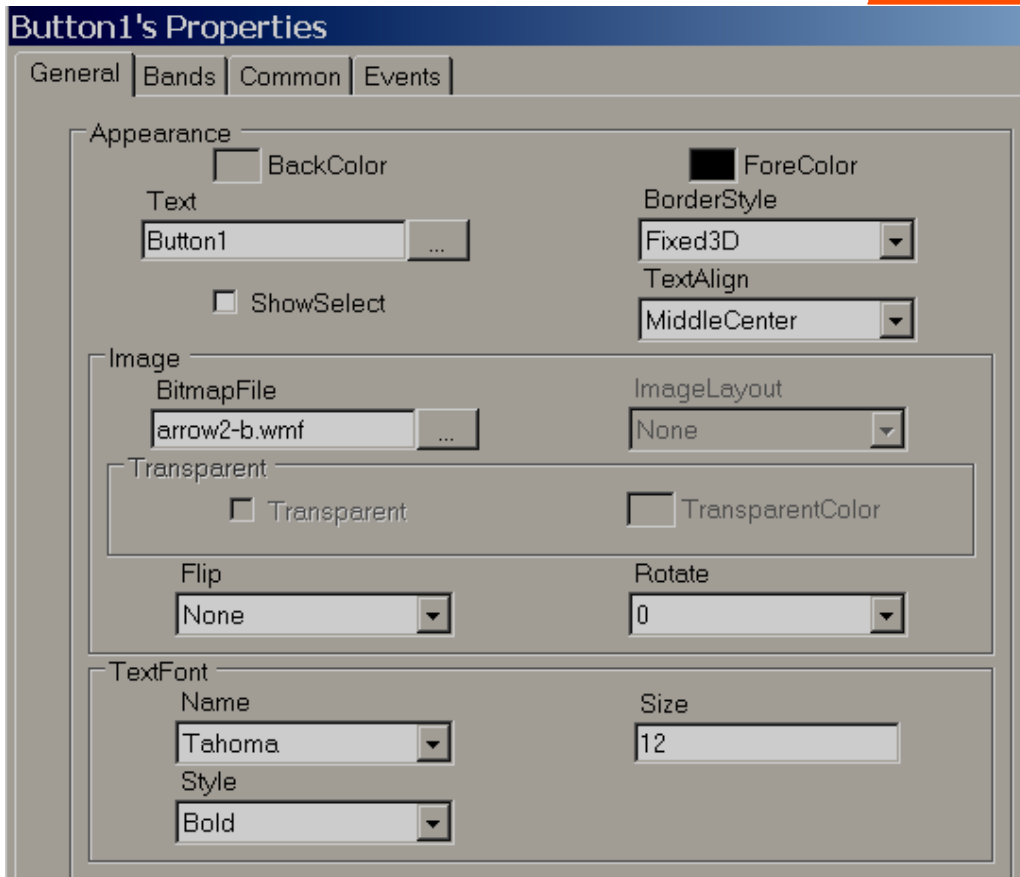 Button1's Properties
General Bands Common Events
Appearance
BackColor ForeColor
Text BorderStyle
Button1 ... Fixed3D
ShowSelect TextAlign
MiddleCenter
Image
BitmapFile ImageLayout
arrow2-b.wmf ... None
Transparent
Transparent TransparentColor
Flip Rotate
None 0
TextFont
Name Size
Tahoma 12
Style
Bold